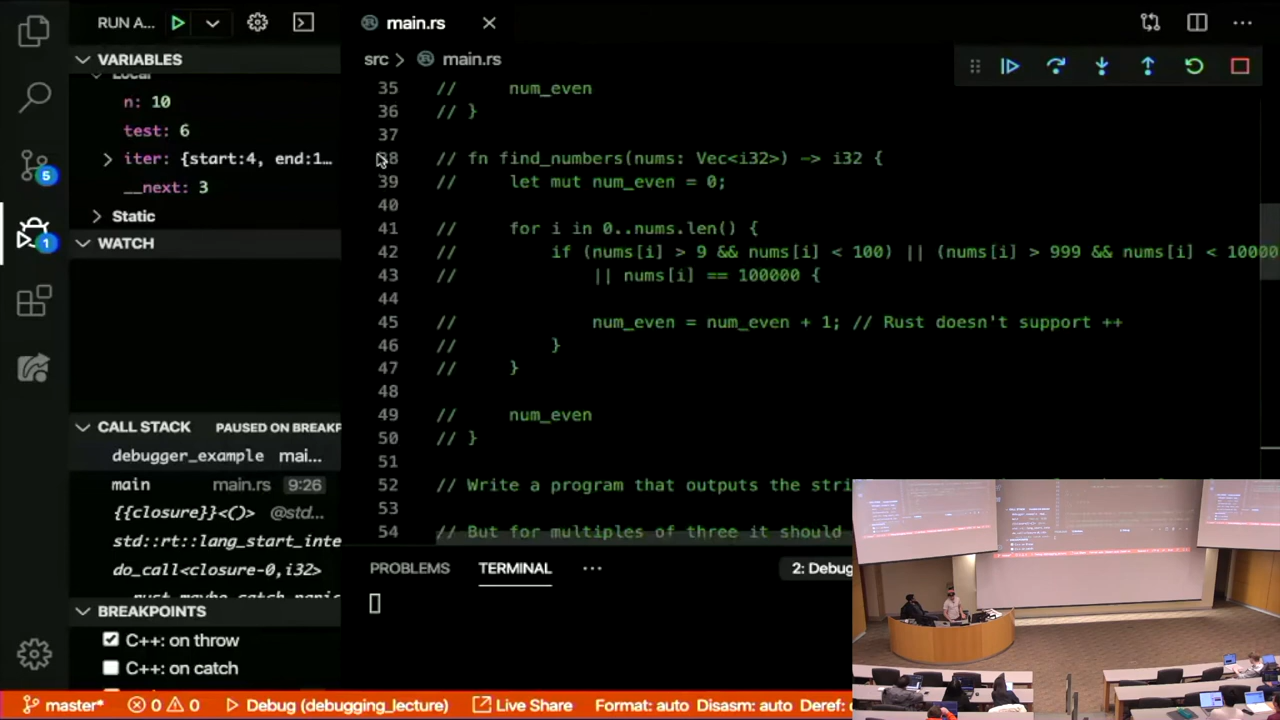 RUN A...
main.rs
VARIABLES
src > main.rs
Local
n: 10
test: 6
iter: {start:4, end:1...
__next: 3
Static
WATCH
5
1
35 // num_even
36 // }
37
38 // fn find_numbers(nums: Vec<i32>) -> i32 {
39 // let mut num_even = 0;
40
41 // for i in 0..nums.len() {
42 // if (nums[i] > 9 && nums[i] < 100) || (nums[i] > 999 && nums[i] < 10000
43 // || nums[i] == 100000 {
44
45 // num_even = num_even + 1; // Rust doesn't support ++
46 // }
47 // }
48
49 // num_even
50 // }
51
52 // Write a program that outputs the stri
53
54 // But for multiples of three it should
CALL STACK PAUSED ON BREAKP
debugger_example mai...
main main.rs 9:26
{{closure}}<()> @std...
std::rt::lang_start_inte
do_call<closure-0,i32>
__rust_maybe_catch_panic
BREAKPOINTS
C++: on throw
C++: on catch
PROBLEMS TERMINAL ... 2: Debug
master* 0 0 Debug (debugging_lecture) Live Share Format: auto Disasm: auto Deref: